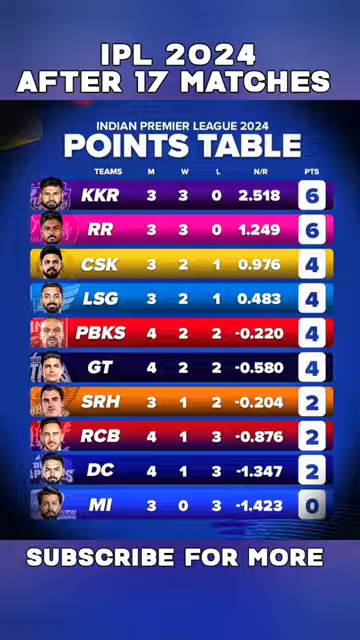 IPL 2024
AFTER 17 MATCHES
INDIAN PREMIER LEAGUE 2024
POINTS TABLE
TEAMS M W L N/R PTS
KKR 3 3 0 2.518 6
RR 3 3 0 1.249 6
CSK 3 2 1 0.976 4
LSG 3 2 1 0.483 4
PBKS 4 2 2 -0.220 4
GT 4 2 2 -0.580 4
SRH 3 1 2 -0.204 2
RCB 4 1 3 -0.876 2
DC 4 1 3 -1.347 2
MI 3 0 3 -1.423 0
SUBSCRIBE FOR MORE